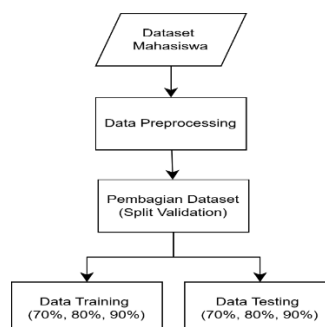 Dataset
Mahasiswa
Data Preprocessing
Pembagian Dataset
(Split Validation)
Data Training
(70%, 80%, 90%)
Data Testing
(70%, 80%, 90%)